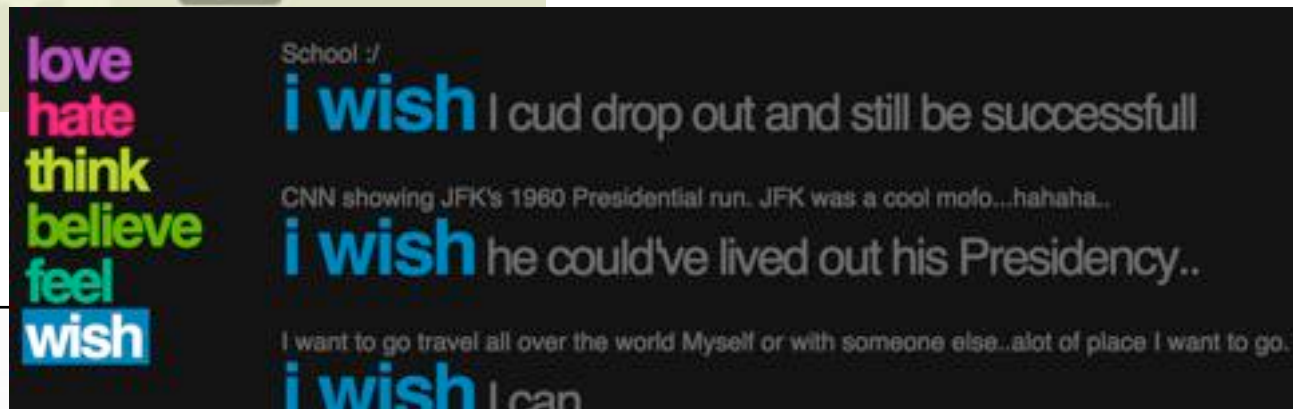 love
hate
think
believe
feel
wish
School :/
i wish I cud drop out and still be successfull
CNN showing JFK's 1960 Presidential run. JFK was a cool mofo...hahaha..
i wish he could've lived out his Presidency..
I want to go travel all over the world Myself or with someone else..alot of place I want to go.
i wish I can